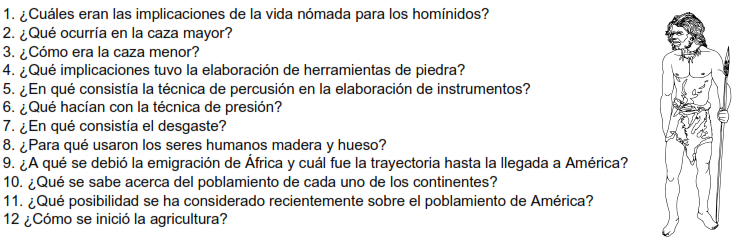 1. ¿Cuáles eran las implicaciones de la vida nómada para los homínidos?
2. ¿Qué ocurría en la caza mayor?
3. ¿Cómo era la caza menor?
4. ¿Qué implicaciones tuvo la elaboración de herramientas de piedra?
5. ¿En qué consistía la técnica de percusión en la elaboración de instrumentos?
6. ¿Qué hacían con la técnica de presión?
7. ¿En qué consistía el desgaste?
8. ¿Para qué usaron los seres humanos madera y hueso?
9. ¿A qué se debió la emigración de África y cuál fue la trayectoria hasta la llegada a América?
10. ¿Qué se sabe acerca del poblamiento de cada uno de los continentes?
11. ¿Qué posibilidad se ha considerado recientemente sobre el poblamiento de América?
12 ¿Cómo se inició la agricultura?